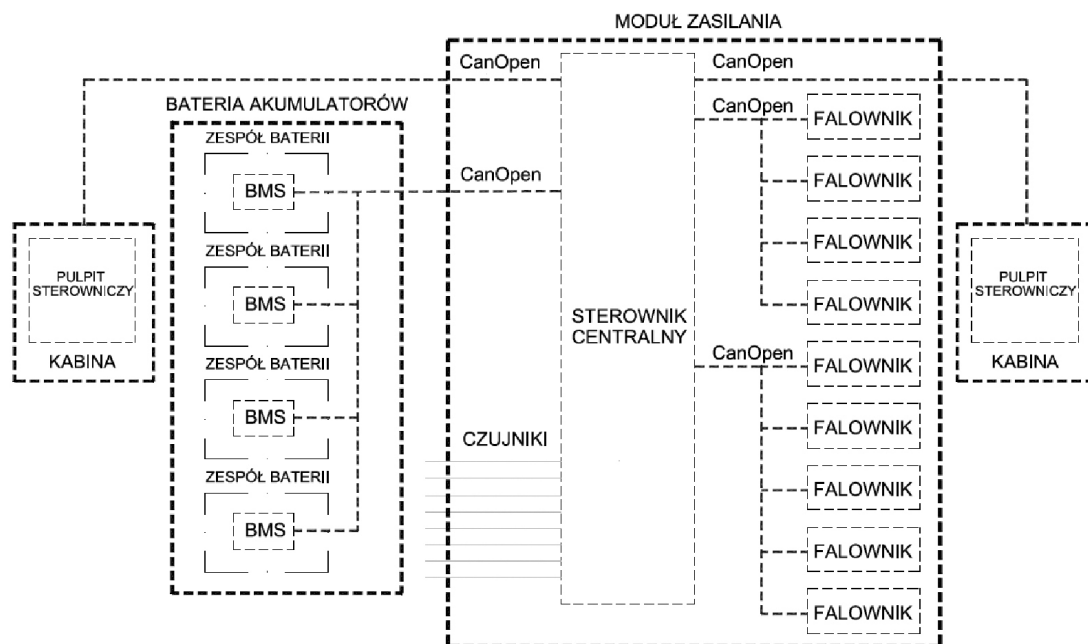 MODUŁ ZASILANIA
CanOpen
CanOpen
BATERIA AKUMULATORÓW
CanOpen
FALOWNIK
ZESPÓŁ BATERII
BMS
CanOpen
FALOWNIK
ZESPÓŁ BATERII
FALOWNIK
PULPIT
STEROWNICZY
PULPIT
STEROWNICZY
BMS
FALOWNIK
STEROWNIK
CENTRALNY
ZESPÓŁ BATERII
KABINA
CanOpen
FALOWNIK
KABINA
BMS
FALOWNIK
CZUJNIKI
ZESPÓŁ BATERII
FALOWNIK
BMS
FALOWNIK
FALOWNIK